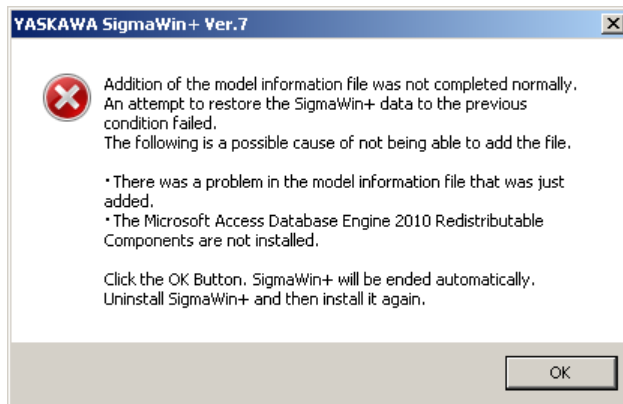 YASKAWA SigmaWin+ Ver.7
Addition of the model information file was not completed normally.
An attempt to restore the SigmaWin+ data to the previous
condition failed.
The following is a possible cause of not being able to add the file.
・There was a problem in the model information file that was just
added.
・The Microsoft Access Database Engine 2010 Redistributable
Components are not installed.
Click the OK Button. SigmaWin+ will be ended automatically.
Uninstall SigmaWin+ and then install it again.
OK